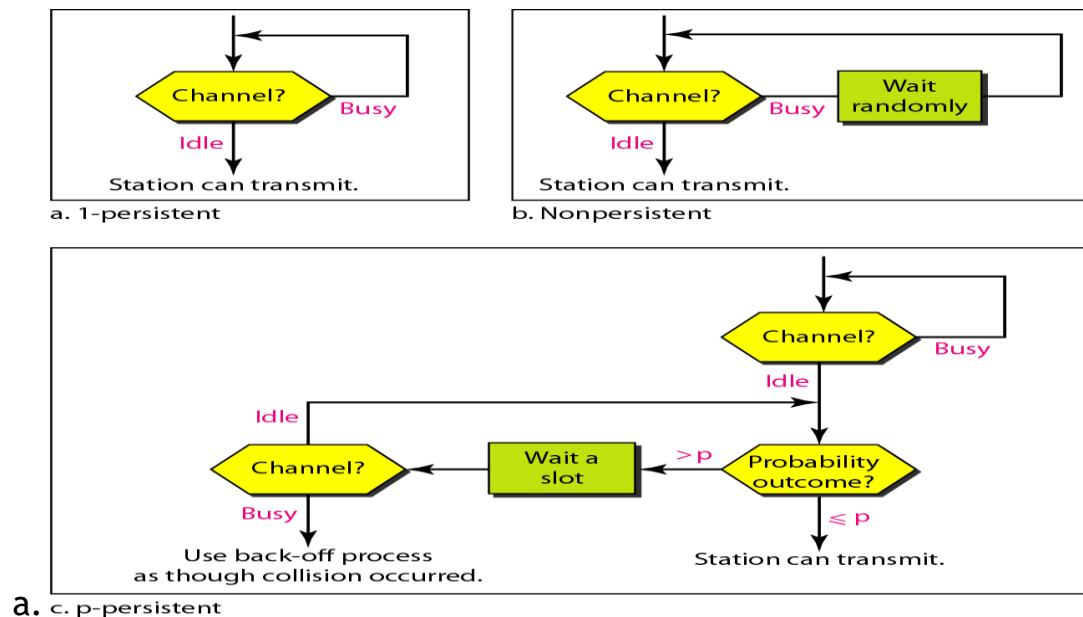 Channel?
Busy
Idle
Station can transmit.
a. 1-persistent
Channel?
Busy
Wait
randomly
Idle
Station can transmit.
b. Nonpersistent
Channel?
Busy
Idle
Idle
Channel?
Wait a
slot
> p
Probability
outcome?
Busy
⩽ p
Use back-off process
as though collision occurred.
Station can transmit.
a. c. p-persistent